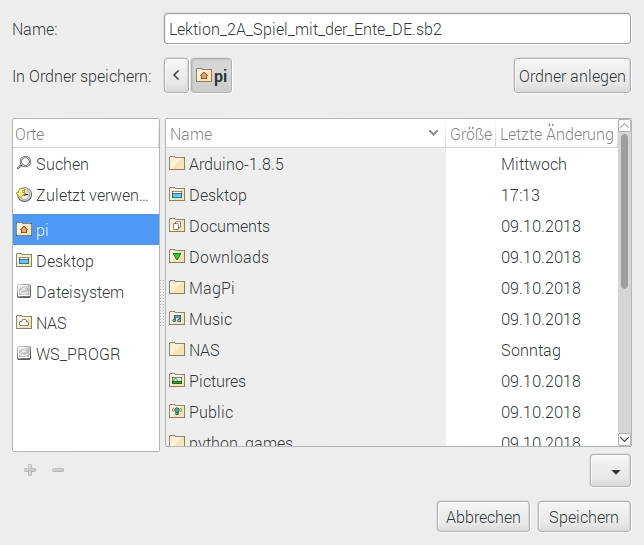 Name: Lektion_2A_Spiel_mit_der_Ente_DE.sb2
In Ordner speichern: < pi Ordner anlegen
Orte
Suchen
Zuletzt verwen...
pi
Desktop
Dateisystem
NAS
WS_PROGR
Name Größe Letzte Änderung
Arduino-1.8.5 Mittwoch
Desktop 17:13
Documents 09.10.2018
Downloads 09.10.2018
MagPi 09.10.2018
Music 09.10.2018
NAS Sonntag
Pictures 09.10.2018
Public 09.10.2018
python_games 09.10.2018
Abbrechen Speichern